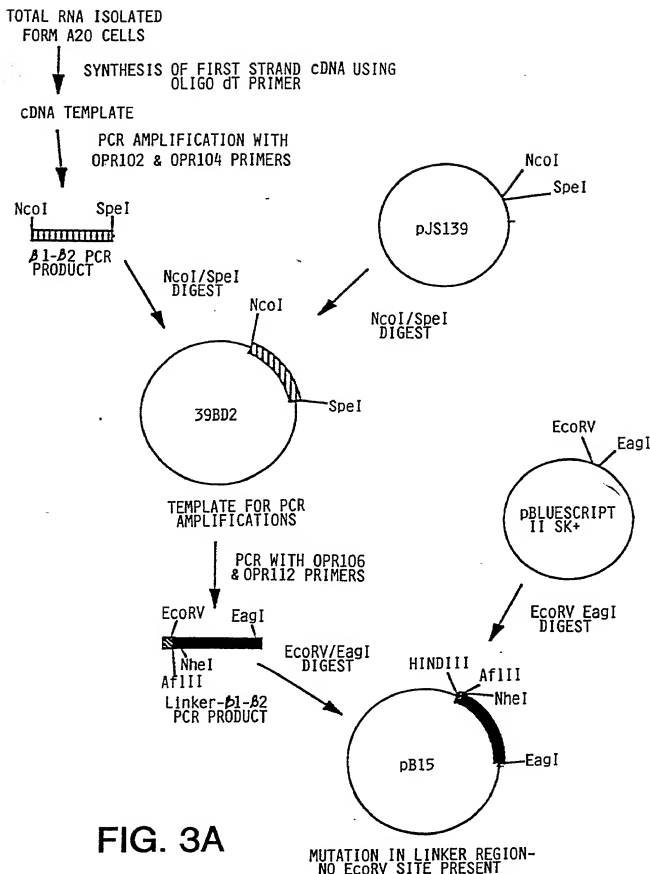 TOTAL RNA ISOLATED
FORM A20 CELLS
SYNTHESIS OF FIRST STRAND cDNA USING
OLIGO dT PRIMER
cDNA TEMPLATE
PCR AMPLIFICATION WITH
OPR102 & OPR104 PRIMERS
NcoI
SpeI
β1-β2 PCR
PRODUCT
NcoI
SpeI
pJS139
NcoI/SpeI
DIGEST
NcoI/SpeI
DIGEST
NcoI
SpeI
39BD2
TEMPLATE FOR PCR
AMPLIFICATIONS
EcoRV
EagI
pBLUESCRIPT
II SK+
PCR WITH OPR106
& OPR112 PRIMERS
EcoRV EagI
DIGEST
EcoRV
EagI
NheI
AflII
Linker-β1-β2
PCR PRODUCT
EcoRV/EagI
DIGEST
HINDIII
AflII
NheI
EagI
pB15
FIG. 3A
MUTATION IN LINKER REGION-
NO EcoRV SITE PRESENT